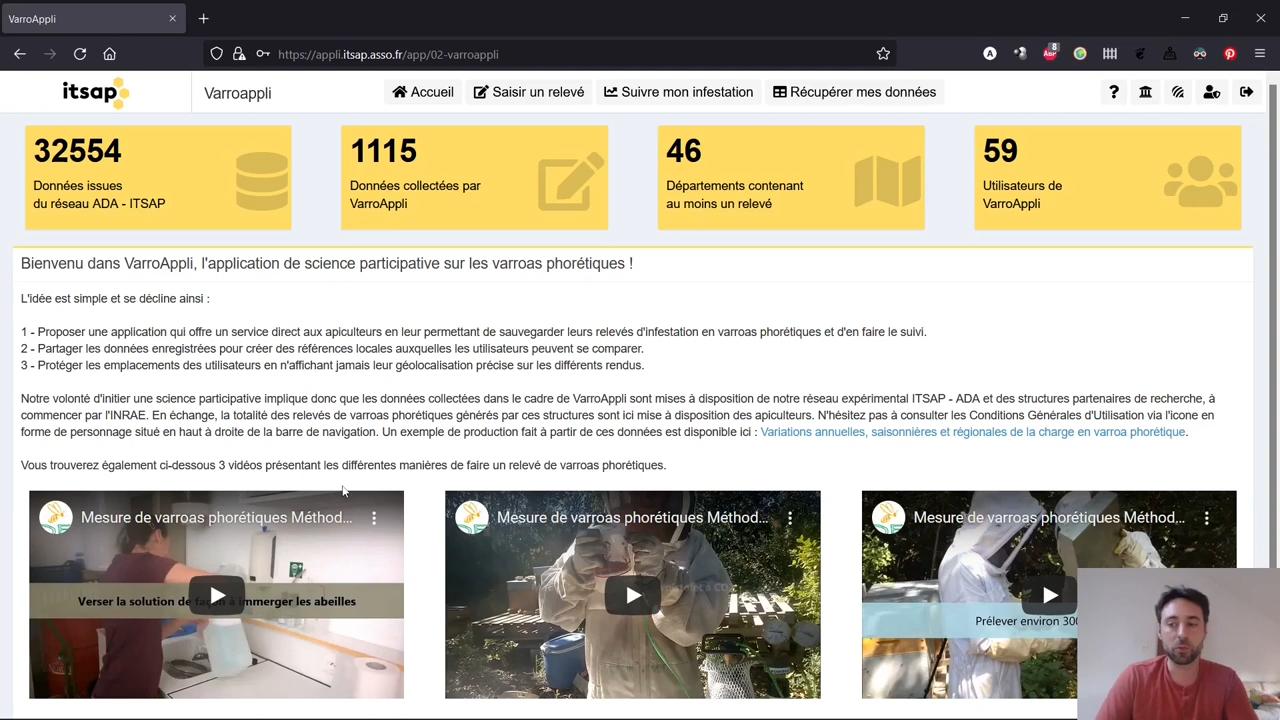 VarroAppli
https://appli.itsap.asso.fr/app/02-varroappli
ABP
8
itsap
Varroappli
Accueil
Saisir un relevé
Suivre mon infestation
Récupérer mes données
?
32554
Données issues
du réseau ADA - ITSAP
1115
Données collectées par
VarroAppli
46
Départements contenant
au moins un relevé
59
Utilisateurs de
VarroAppli
Bienvenu dans VarroAppli, l'application de science participative sur les varroas phorétiques !
L'idée est simple et se décline ainsi :
1 - Proposer une application qui offre un service direct aux apiculteurs en leur permettant de sauvegarder leurs relevés d'infestation en varroas phorétiques et d'en faire le suivi.
2 - Partager les données enregistrées pour créer des références locales auxquelles les utilisateurs peuvent se comparer.
3 - Protéger les emplacements des utilisateurs en n'affichant jamais leur géolocalisation précise sur les différents rendus.
Notre volonté d'initier une science participative implique donc que les données collectées dans le cadre de VarroAppli sont mises à disposition de notre réseau expérimental ITSAP - ADA et des structures partenaires de recherche, à
commencer par l'INRAE. En échange, la totalité des relevés de varroas phorétiques générés par ces structures sont ici mise à disposition des apiculteurs. N'hésitez pas à consulter les Conditions Générales d'Utilisation via l'icone en
forme de personnage situé en haut à droite de la barre de navigation. Un exemple de production fait à partir de ces données est disponible ici : Variations annuelles, saisonnières et régionales de la charge en varroa phorétique.
Vous trouverez également ci-dessous 3 vidéos présentant les différentes manières de faire un relevé de varroas phorétiques.
Mesure de varroas phorétiques Méthod...
Verser la solution de façon à immerger les abeilles
Mesure de varroas phorétiques Méthod...
Mesure de varroas phorétiques Méthod...
Prélever environ 300